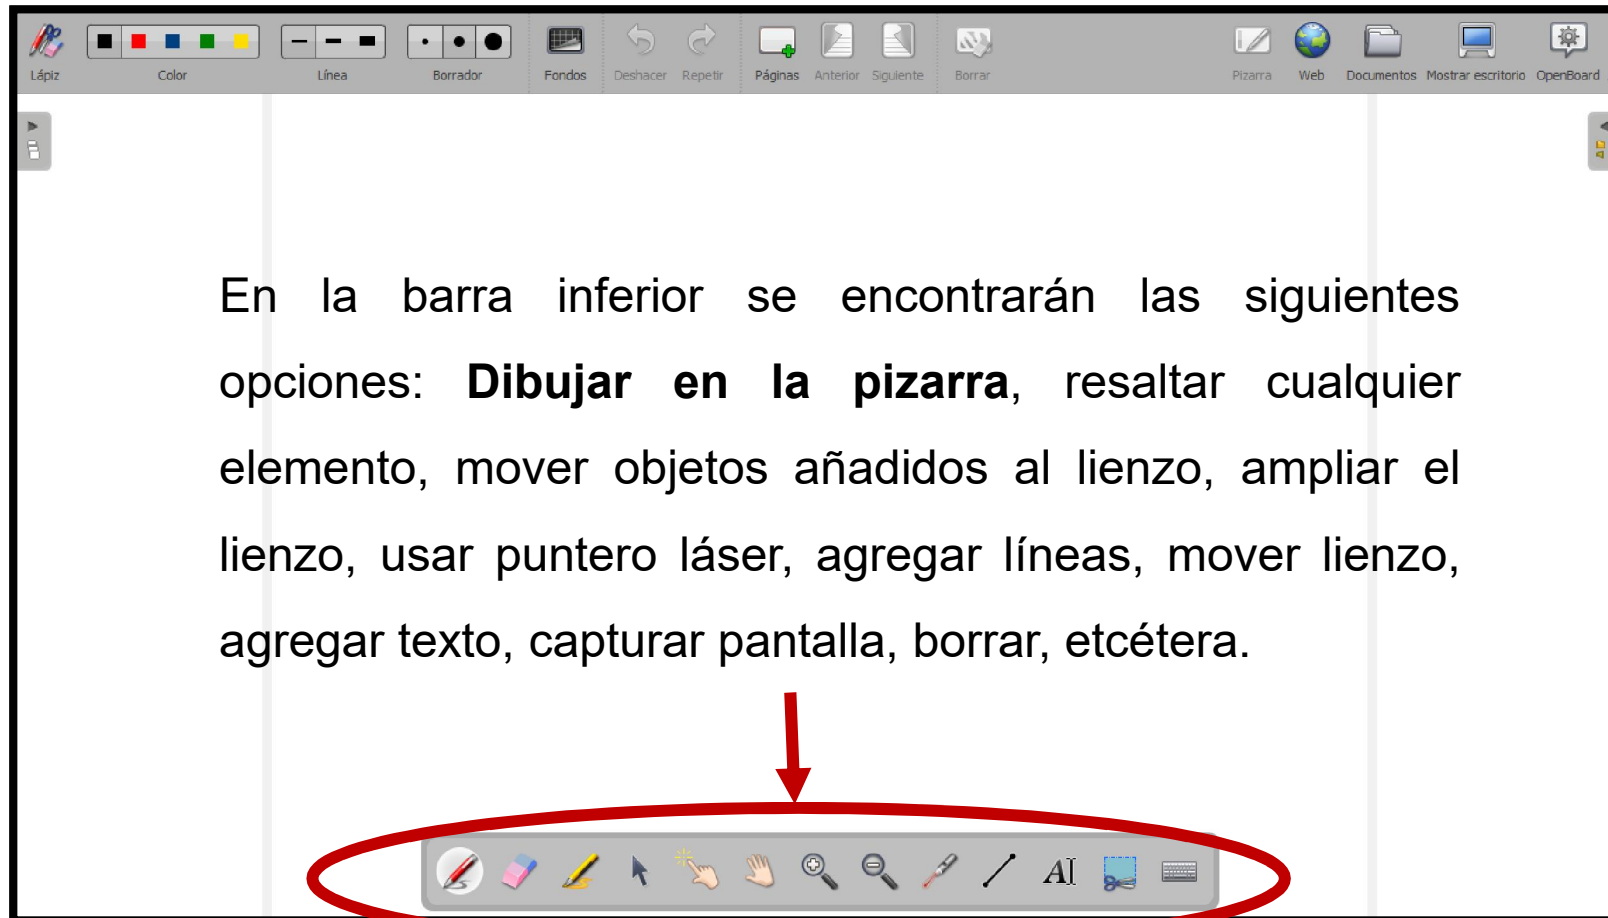 Lápiz Color Línea Borrador Fondos Deshacer Repetir Páginas Anterior Siguiente Borrar Pizarra Web Documentos Mostrar escritorio OpenBoard
En la barra inferior se encontrarán las siguientes
opciones: Dibujar en la pizarra, resaltar cualquier
elemento, mover objetos añadidos al lienzo, ampliar el
lienzo, usar puntero láser, agregar líneas, mover lienzo,
agregar texto, capturar pantalla, borrar, etcétera.
AI